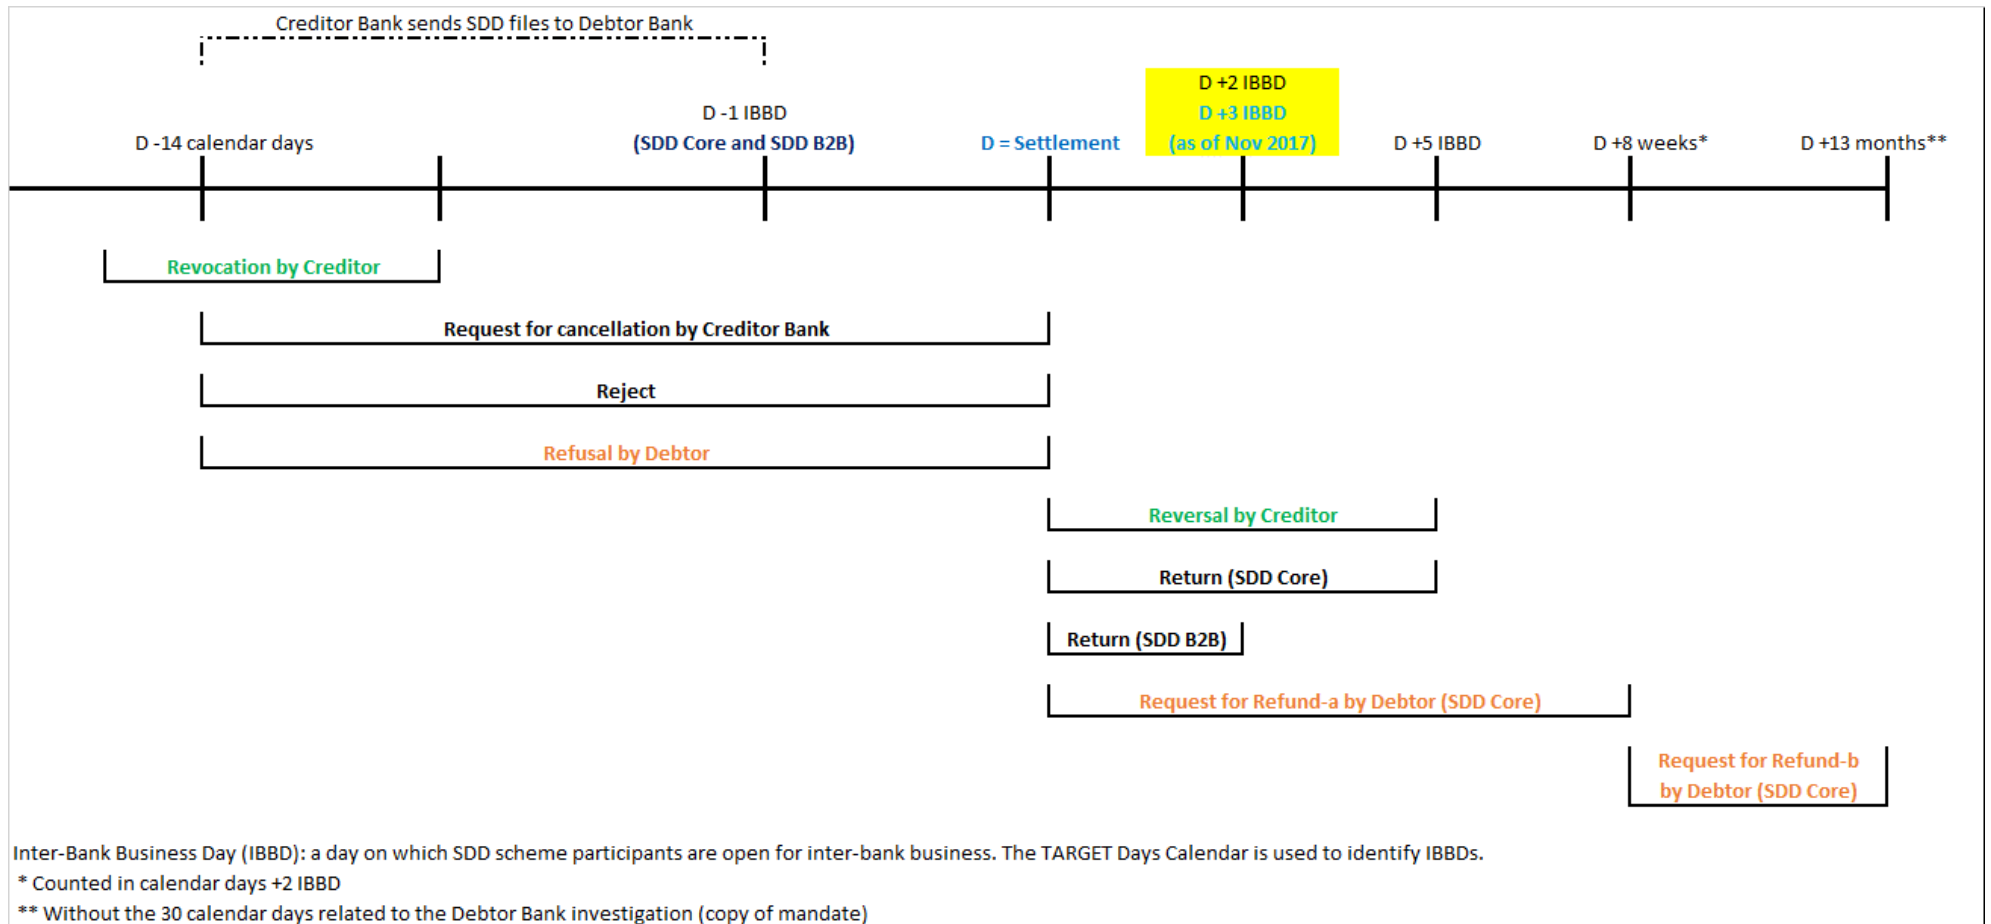 Creditor Bank sends SDD files to Debtor Bank
D -14 calendar days
D -1 IBBD
(SDD Core and SDD B2B)
D = Settlement
D +2 IBBD
D +3 IBBD
(as of Nov 2017)
D +5 IBBD
D +8 weeks*
D +13 months**
Revocation by Creditor
Request for cancellation by Creditor Bank
Reject
Refusal by Debtor
Reversal by Creditor
Return (SDD Core)
Return (SDD B2B)
Request for Refund-a by Debtor (SDD Core)
Request for Refund-b
by Debtor (SDD Core)
Inter-Bank Business Day (IBBD): a day on which SDD scheme participants are open for inter-bank business. The TARGET Days Calendar is used to identify IBBDs.
* Counted in calendar days +2 IBBD
** Without the 30 calendar days related to the Debtor Bank investigation (copy of mandate)